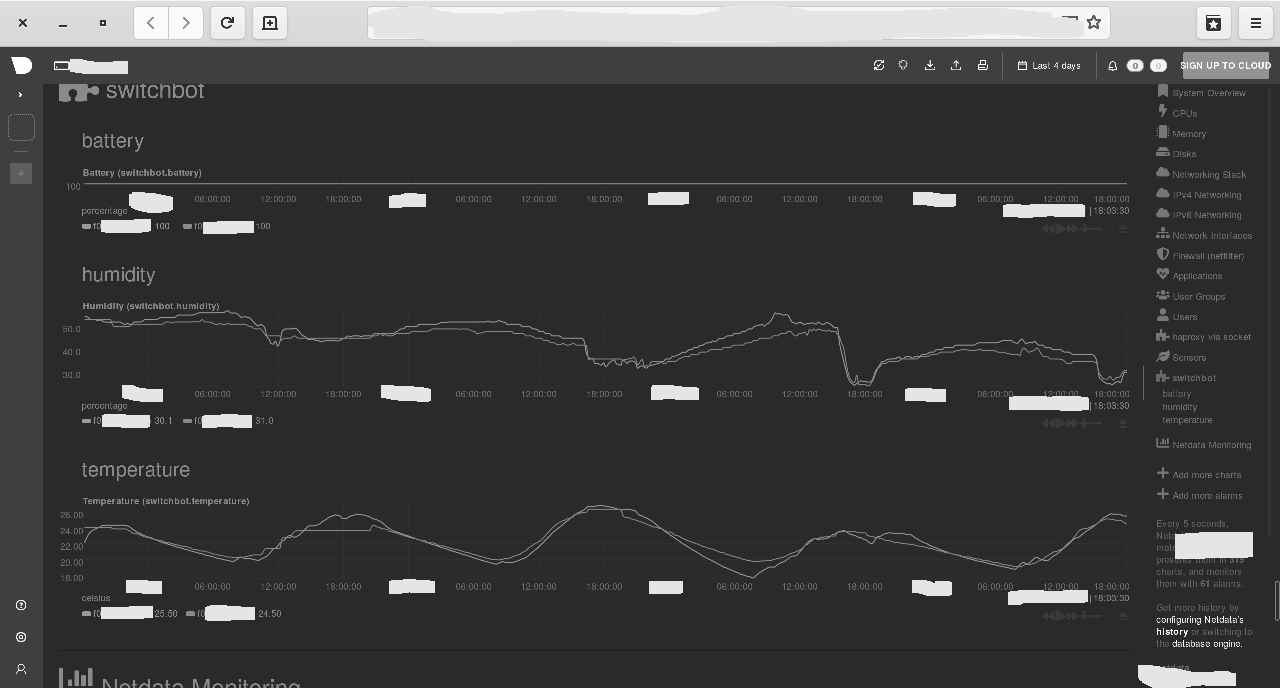 Last 4 days
0
0
SIGN UP TO CLOUD
switchbot
battery
Battery (switchbot.battery)
100
06:00:00 12:00:00 18:00:00 06:00:00 12:00:00 18:00:00 06:00:00 12:00:00 18:00:00 06:00:00 12:00:00 18:00:00
percentage
| 18:03:30
f0 100 f0 100
humidity
Humidity (switchbot.humidity)
50.0
40.0
30.0
06:00:00 12:00:00 18:00:00 06:00:00 12:00:00 18:00:00 06:00:00 12:00:00 18:00:00 06:00:00 12:00:00 18:00:00
percentage
| 18:03:30
f0 30.1 f0 31.0
temperature
Temperature (switchbot.temperature)
26.00
24.00
22.00
20.00
18.00
06:00:00 12:00:00 18:00:00 06:00:00 12:00:00 18:00:00 06:00:00 12:00:00 18:00:00 06:00:00 12:00:00 18:00:00
celsius
18:03:30
f0 25.50 f0 24.50
Netdata Monitoring
System Overview
CPUs
Memory
Disks
Networking Stack
IPv4 Networking
IPv6 Networking
Network Interfaces
Firewall (netfilter)
Applications
User Groups
Users
haproxy via socket
Sensors
switchbot
battery
humidity
temperature
Netdata Monitoring
Add more charts
Add more alarms
Every 5 seconds,
presents them in 319
charts, and monitors
them with 61 alarms.
Get more history by
configuring Netdata's
history or switching to
the database engine.